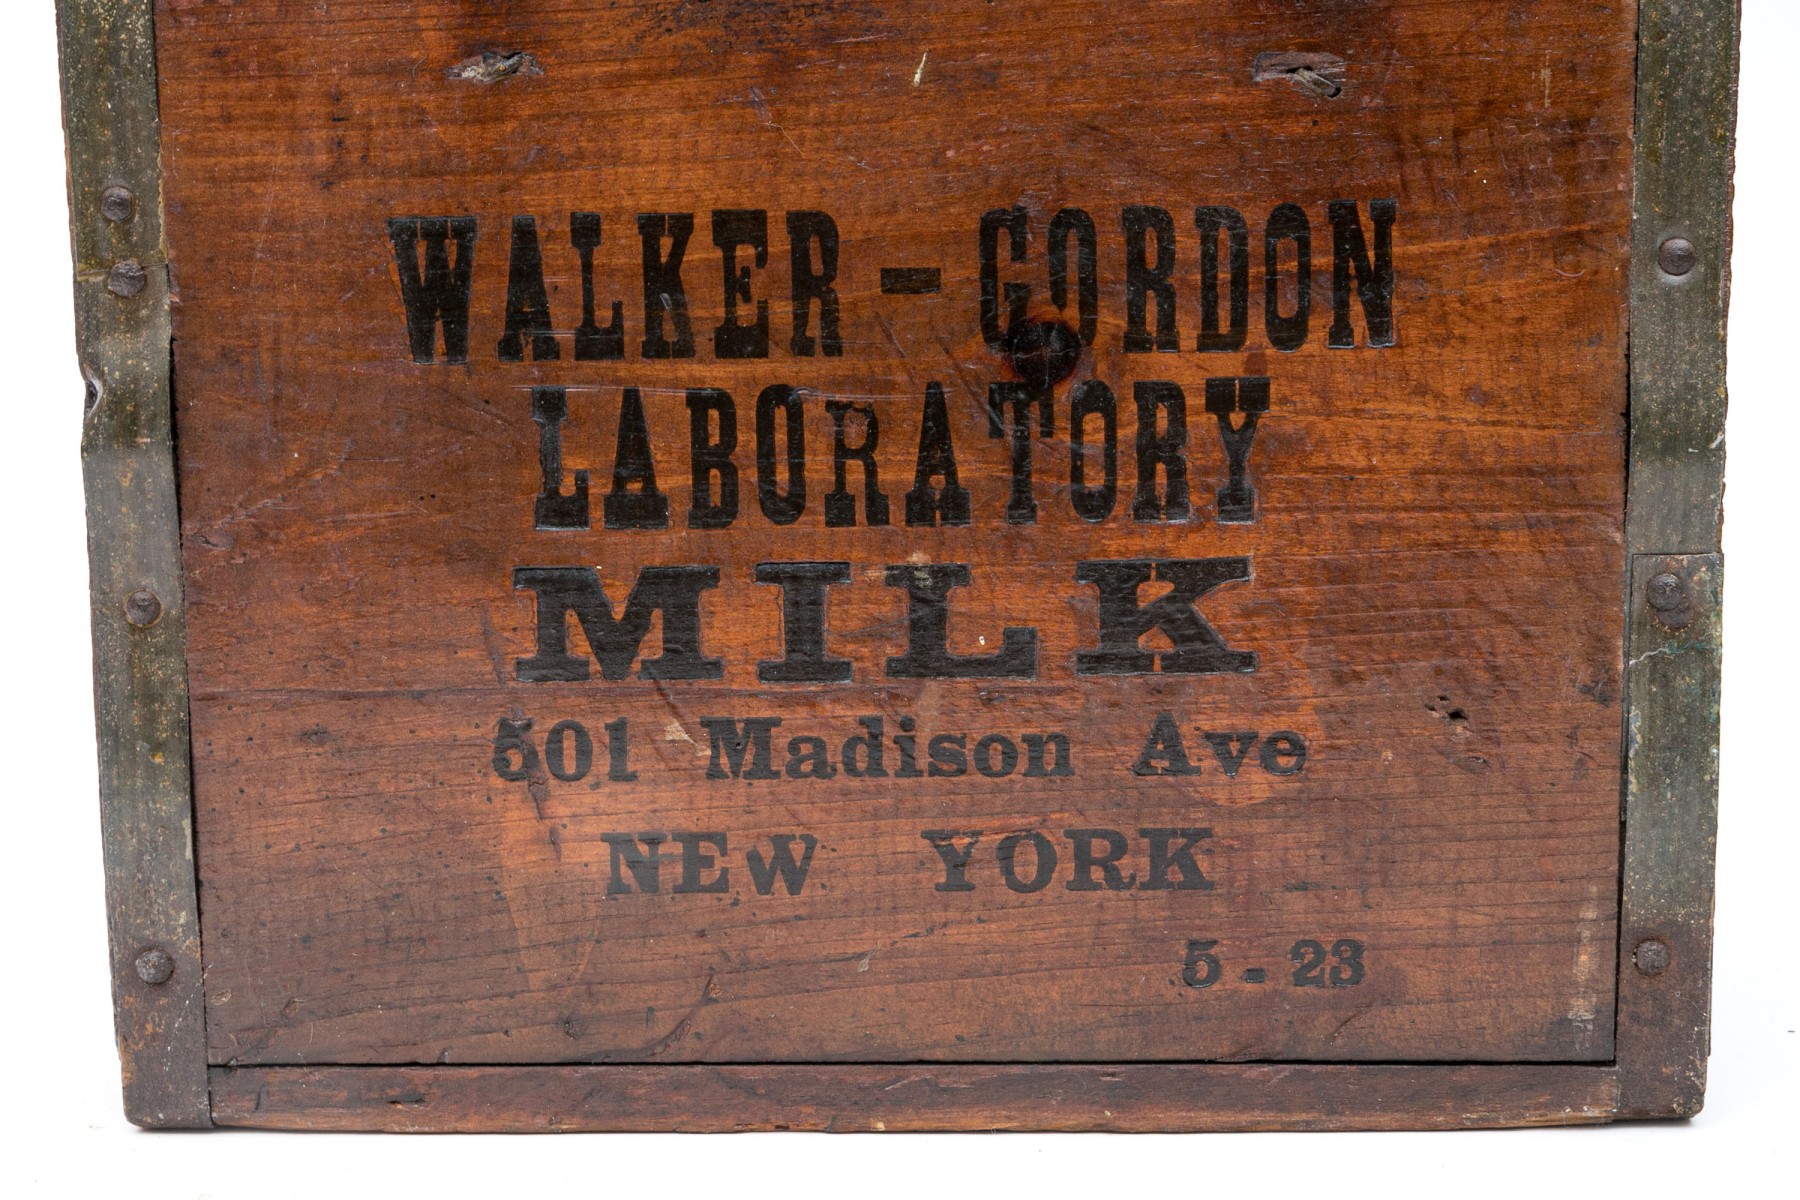 WALKER - GORDON
LABORATORY
MILK
501 Madison Ave
NEW YORK
5 - 23